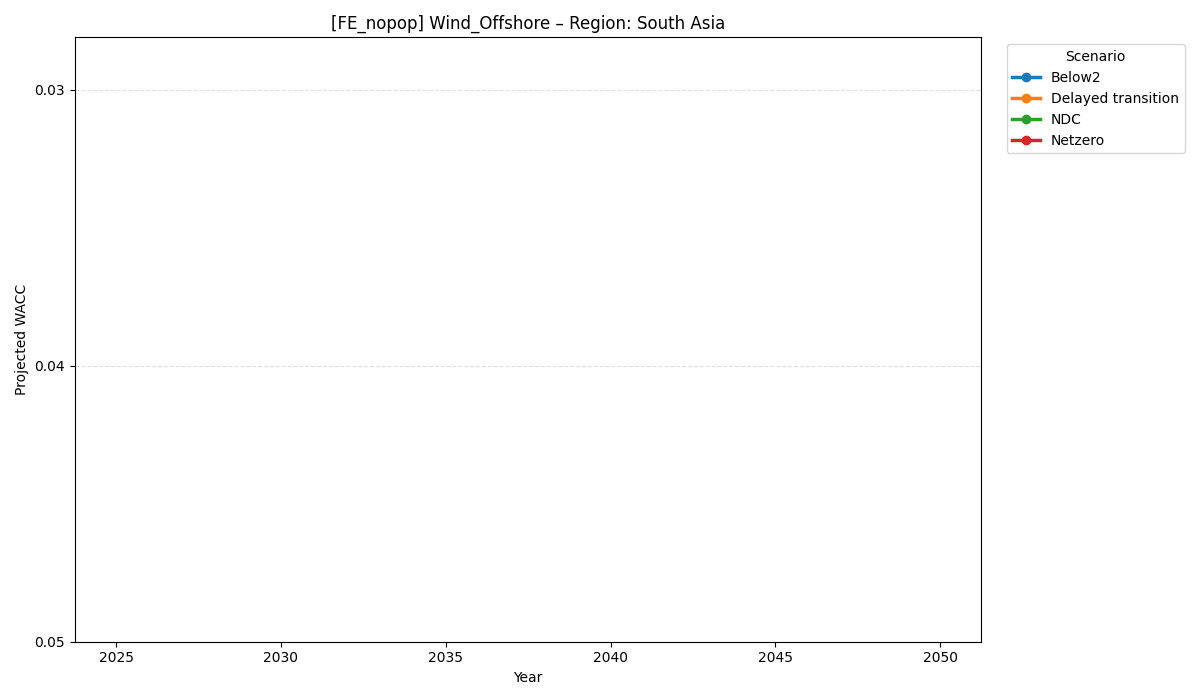 [FE_nopop] Wind_Offshore – Region: South Asia
Scenario
Below2
Delayed transition
NDC
Netzero
Projected WACC
0.03
0.04
0.05
2025 2030 2035 2040 2045 2050
Year